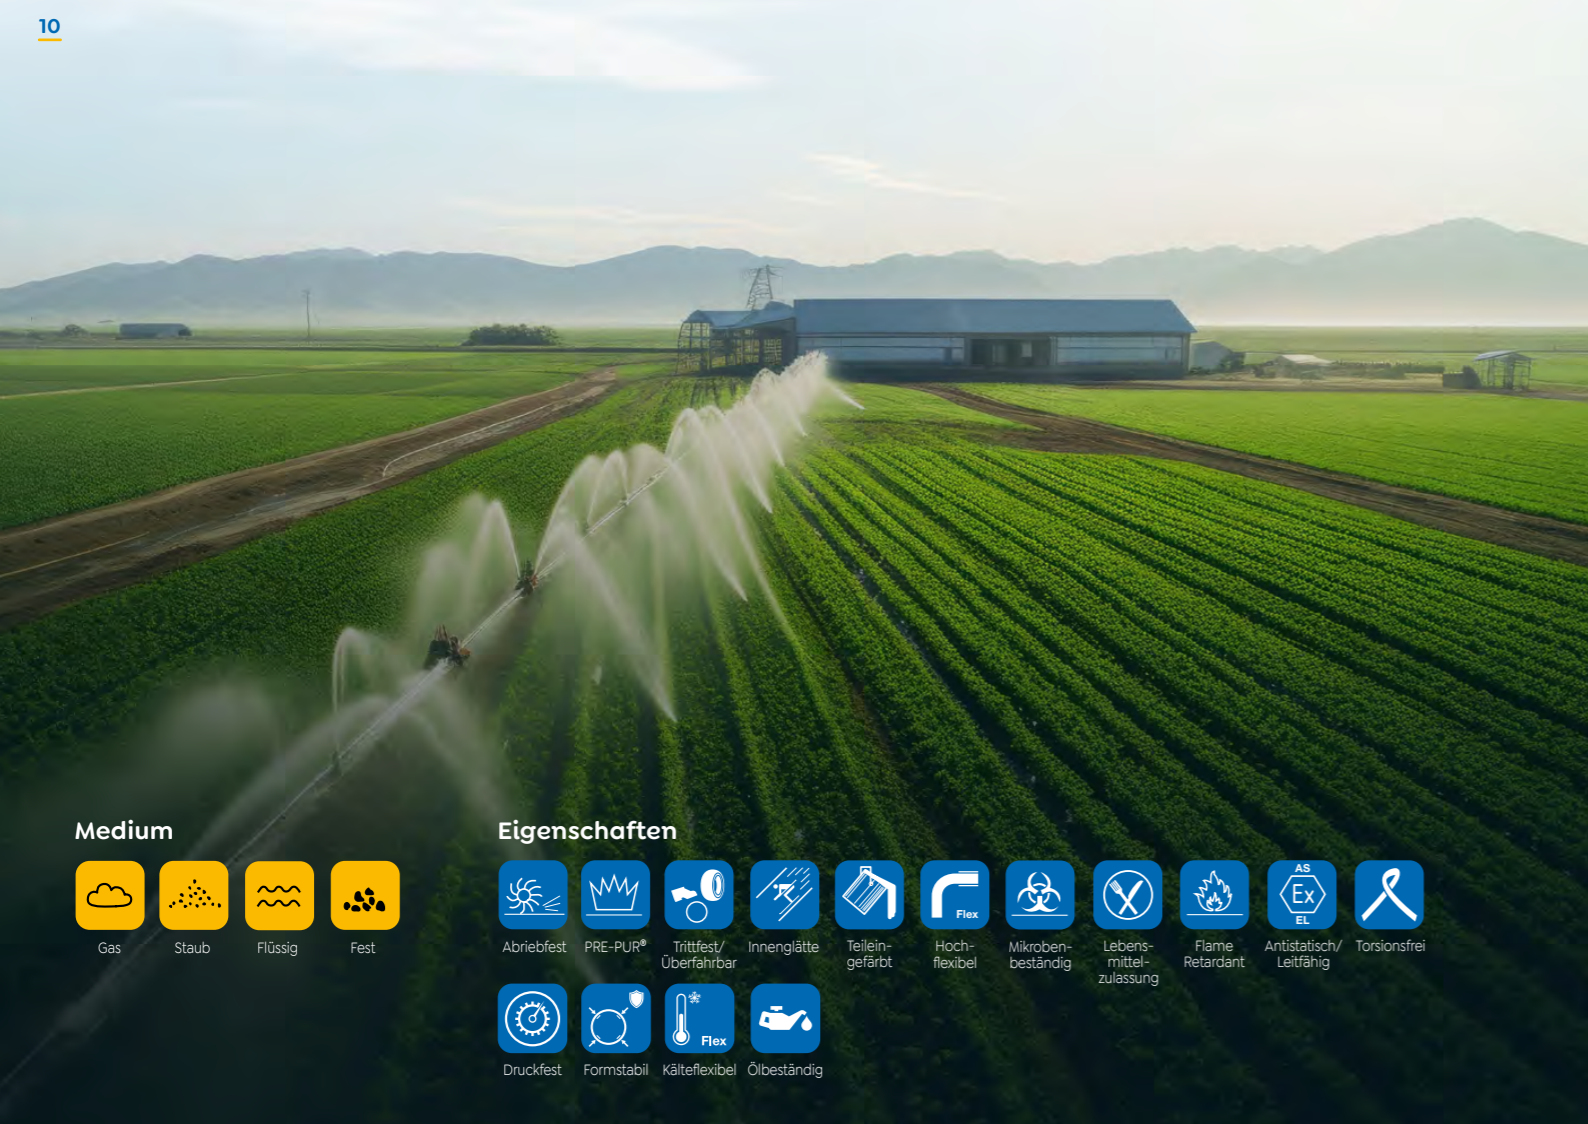 10
Medium
Gas
Staub
Flüssig
Fest
Eigenschaften
Flex
AS
Ex
EL
Abriebfest
PRE-PUR®
Trittfest/
Überfahrbar
Innenglätte
Teilein-
gefärbt
Hoch-
flexibel
Mikroben-
beständig
Lebens-
mittel-
zulassung
Flame
Retardant
Antistatisch/
Leitfähig
Torsionsfrei
Flex
Druckfest
Formstabil
Kälteflexibel
Ölbeständig